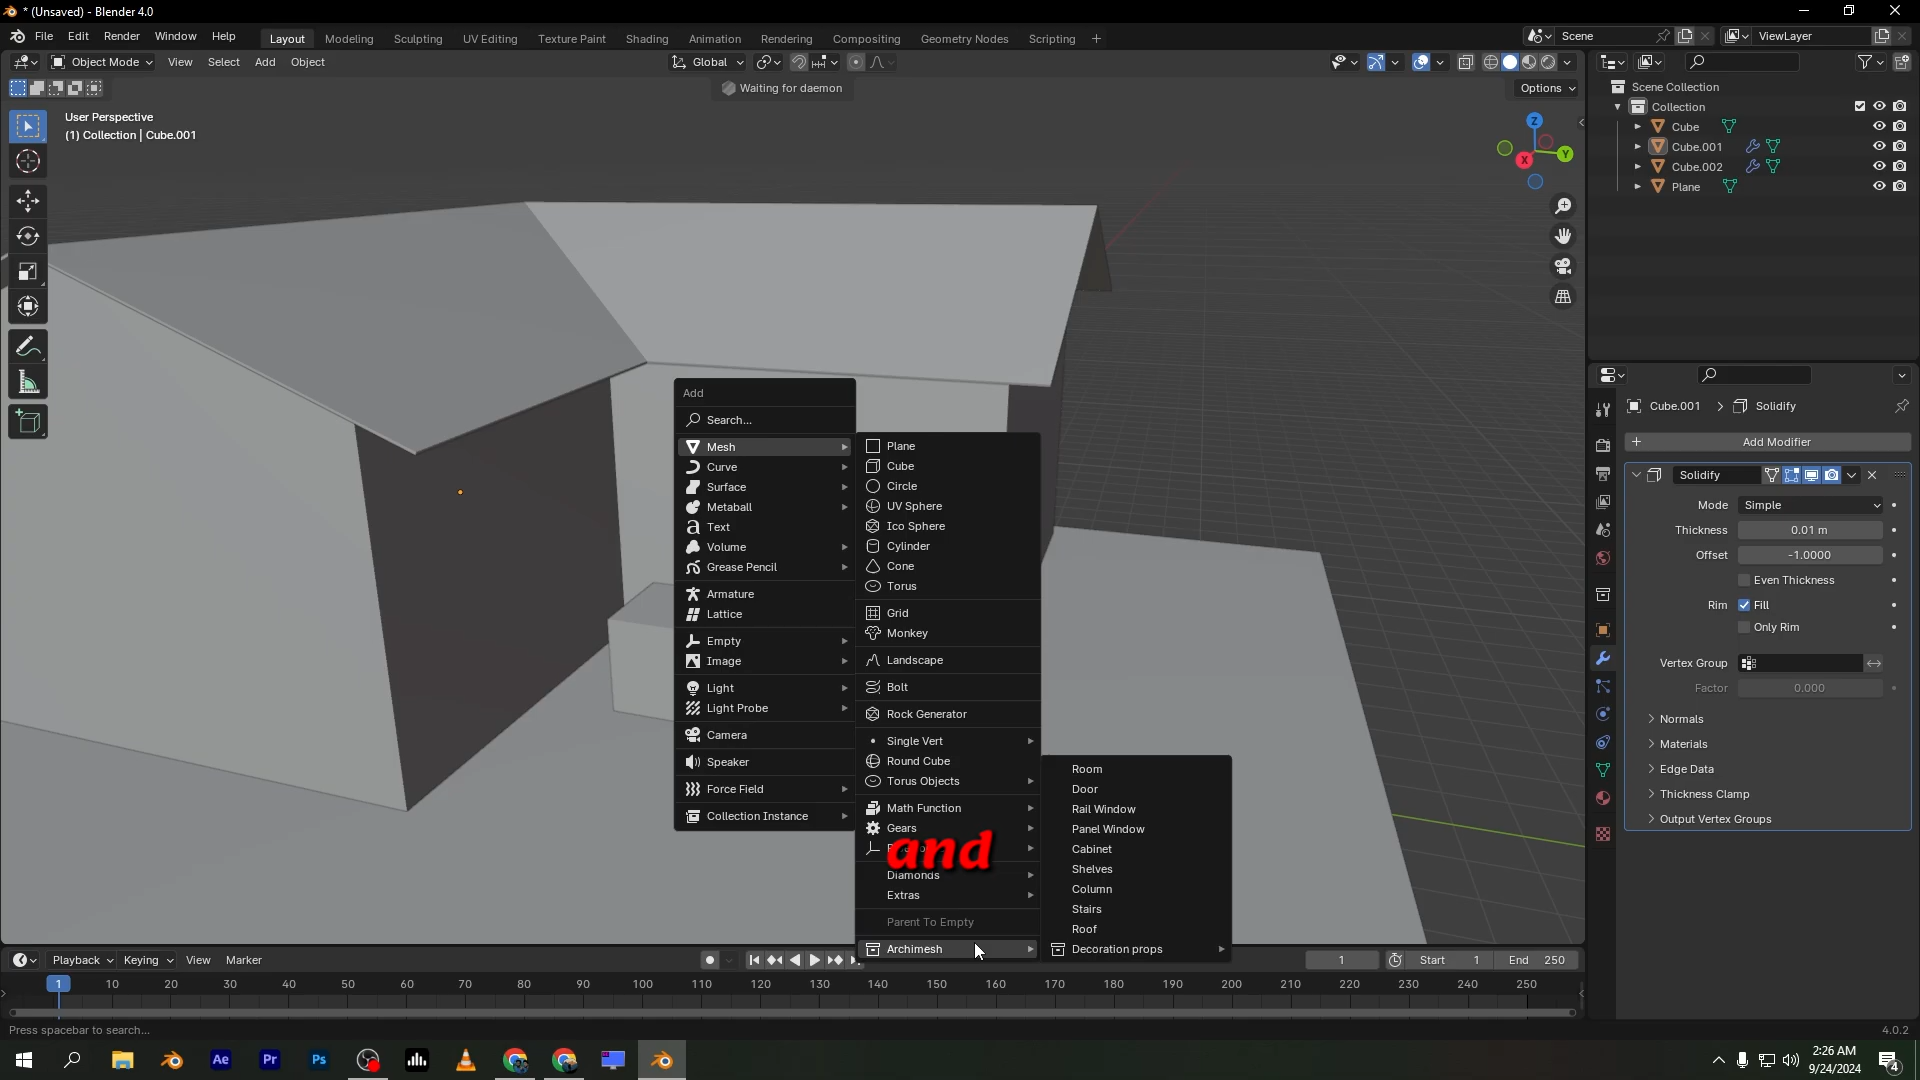 * (Unsaved) - Blender 4.0
File Edit Render Window Help
Layout Modeling Sculpting UV Editing Texture Paint Shading Animation Rendering Compositing Geometry Nodes Scripting +
Scene
ViewLayer
Object Mode View Select Add Object
Global
Waiting for daemon
Options
Scene Collection
Collection
Cube
Cube.001
Cube.002
Plane
User Perspective
(1) Collection | Cube.001
Z
Y
X
Add
Search...
Mesh
Curve
Surface
Metaball
Text
Volume
Grease Pencil
Armature
Lattice
Empty
Image
Light
Light Probe
Camera
Speaker
Force Field
Collection Instance
Plane
Cube
Circle
UV Sphere
Ico Sphere
Cylinder
Cone
Torus
Grid
Monkey
Landscape
Bolt
Rock Generator
Single Vert
Round Cube
Torus Objects
Math Function
Gears
and
Diamonds
Extras
Parent To Empty
Archimesh
Room
Door
Rail Window
Panel Window
Cabinet
Shelves
Column
Stairs
Roof
Decoration props
Cube.001 > Solidify
+ Add Modifier
Solidify
Mode Simple
Thickness 0.01 m
Offset -1.0000
Even Thickness
Rim Fill
Only Rim
Vertex Group
Factor 0.000
Normals
Materials
Edge Data
Thickness Clamp
Output Vertex Groups
Playback Keying View Marker
1 Start 1 End 250
1 10 20 30 40 50 60 70 80 90 100 110 120 130 140 150 160 170 180 190 200 210 220 230 240 250
Press spacebar to search...
4.0.2
Ae Pr Ps
2:26 AM
9/24/2024
4